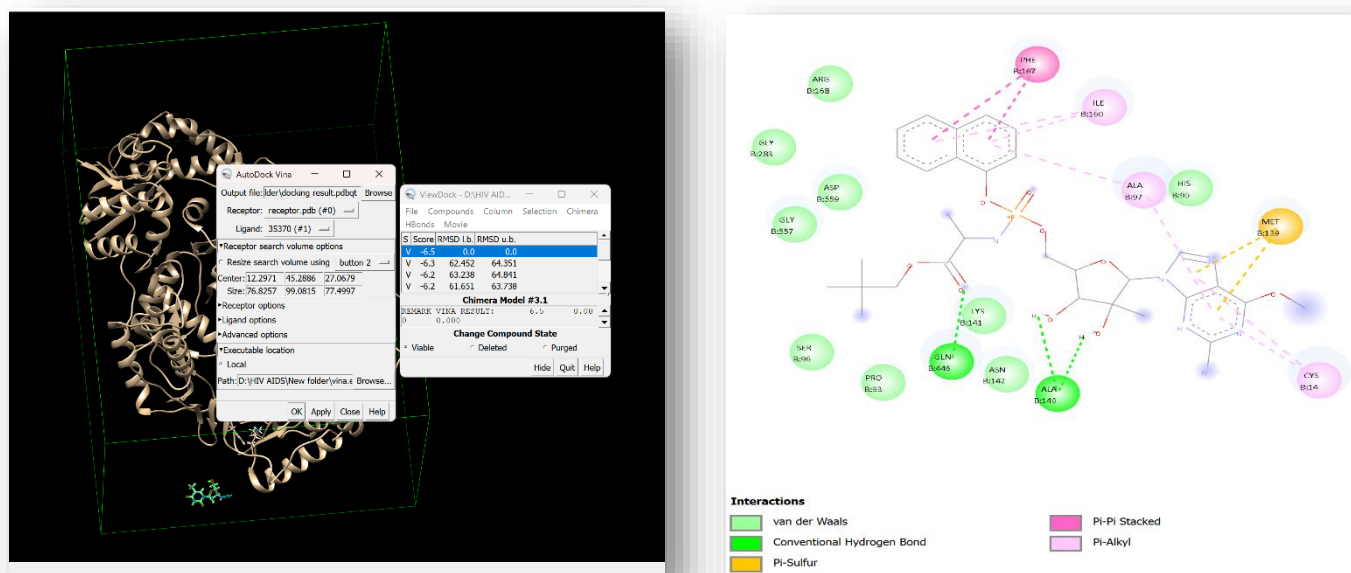 AutoDock Vina
Output file: lder\docking result.pdbqt Browse
Receptor: receptor.pdb (#0)
Ligand: 35370 (#1)
Receptor search volume options
Resize search volume using button 2
Center: 12.2971 45.2886 27.0679
Size: 76.8257 99.0815 77.4997
Receptor options
Ligand options
Advanced options
Executable location
Local
Path: D:\HIV AIDS\New folder\vina.e Browse...
OK Apply Close Help
ViewDock - D:\HIV AID...
File Compounds Column Selection Chimera
HBonds Movie
S Score RMSD l.b. RMSD u.b.
V -6.5 0.0 0.0
V -6.3 62.452 64.351
V -6.2 63.238 64.841
V -6.2 61.651 63.738
Chimera Model #3.1
REMARK VINA RESULT: 6.5 0.00
0 0.000
Change Compound State
Viable Deleted Purged
Hide Quit Help
PHE
ARG
B:168
ILE
B:160
GLY
ASP
ALA
B:97
HIS
GLY
MET
B:139
LYS
B:141
SER
GLN
B:446
ASN
B:142
PRO
ALA
B:140
CYS
B:14
Interactions
van der Waals
Conventional Hydrogen Bond
Pi-Sulfur
Pi-Pi Stacked
Pi-Alkyl